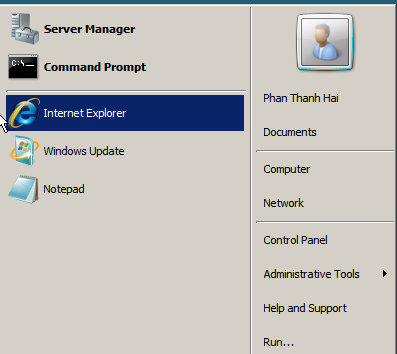 Server Manager
Command Prompt
Internet Explorer
Windows Update
Notepad
Phan Thanh Hai
Documents
Computer
Network
Control Panel
Administrative Tools
Help and Support
Run...